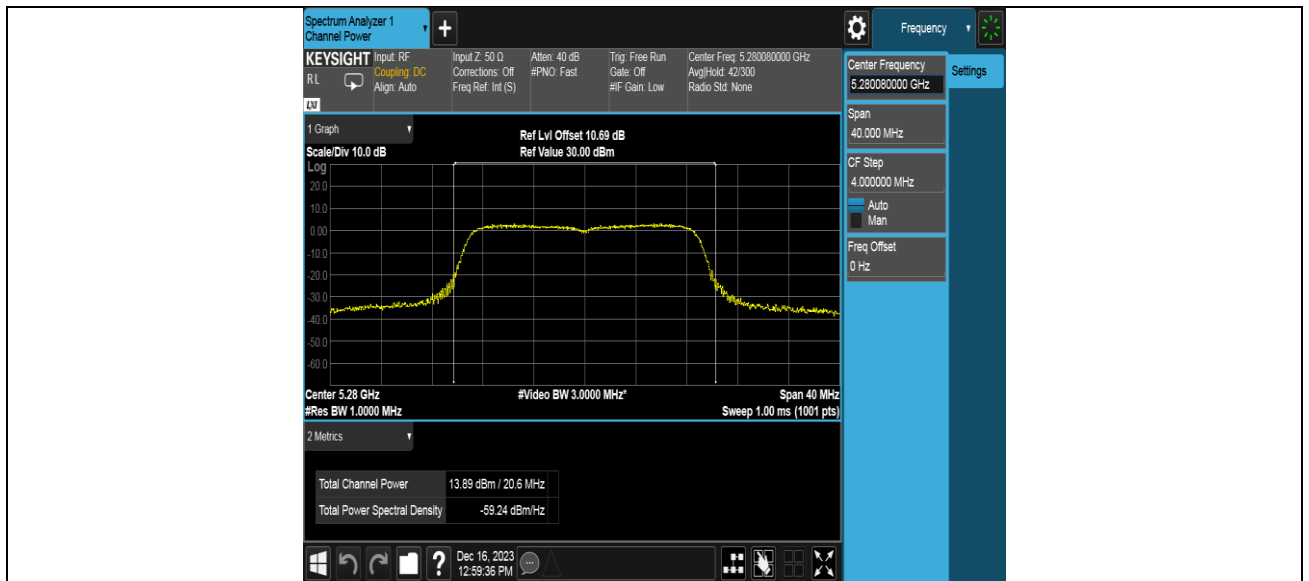 Spectrum Analyzer 1
Channel Power
+
Frequency
KEYSIGHT
R L
LXI
Input: RF
Coupling: DC
Align: Auto
Input Z: 50 Ω
Corrections: Off
Freq Ref: Int (S)
Atten: 40 dB
#PNO: Fast
Trig: Free Run
Gate: Off
#IF Gain: Low
Center Freq: 5.280080000 GHz
Avg|Hold: 42/300
Radio Std: None
Center Frequency
5.280080000 GHz
Settings
Span
40.000 MHz
CF Step
4.000000 MHz
Auto
Man
Freq Offset
0 Hz
1 Graph
Scale/Div 10.0 dB
Ref Lvl Offset 10.69 dB
Ref Value 30.00 dBm
Log
20.0
10.0
0.00
-10.0
-20.0
-30.0
-40.0
-50.0
-60.0
Center 5.28 GHz
#Res BW 1.0000 MHz
#Video BW 3.0000 MHz*
Span 40 MHz
Sweep 1.00 ms (1001 pts)
2 Metrics
Total Channel Power 13.89 dBm / 20.6 MHz
Total Power Spectral Density -59.24 dBm/Hz
?
Dec 16, 2023
12:59:36 PM